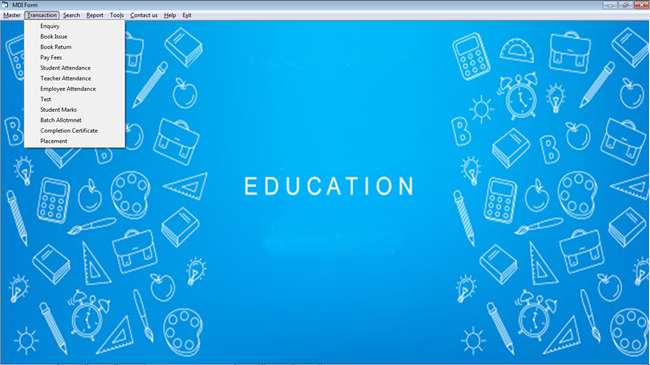 MDI Form
Master Transaction Search Report Tools Contact us Help Exit
Enquiry
Book Issue
Book Return
Pay Fees
Student Attendance
Teacher Attendance
Employee Attendance
Test
Student Marks
Batch Allotmnet
Completion Certificate
Placement
EDUCATION
B
B
B
B